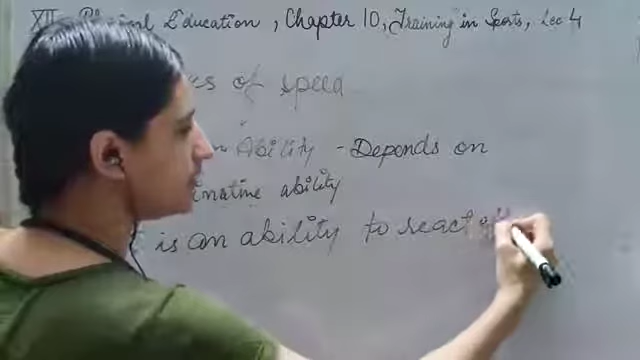 XII Physical Education, Chapter 10, Training in Sports, Lec 4
of speed
Ability - Depends on
ability
is an ability to react